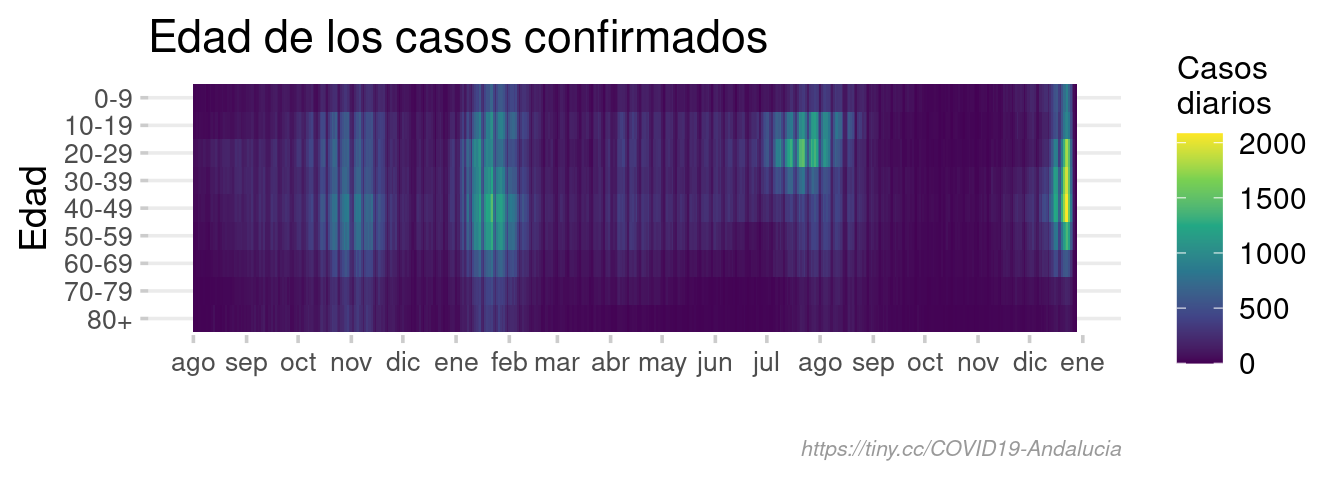 Edad de los casos confirmados
Casos
diarios
2000
1500
1000
500
0
Edad
0-9
10-19
20-29
30-39
40-49
50-59
60-69
70-79
80+
ago sep oct nov dic ene feb mar abr may jun jul ago sep oct nov dic ene
https://tiny.cc/COVID19-Andalucia